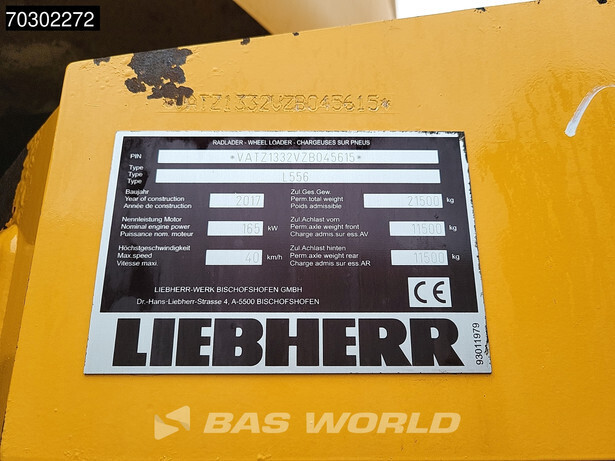 70302272
ATZ1332VZB045615*
RADLADER - WHEEL LOADER - CHARGEUSES SUR PNEUS
PIN *VATZ1332VZB045615*
Type
Type L556
Type
Baujahr
Year of construction 2017
Année de construction
Zul.Ges.Gew.
Perm.total weight 21500 kg
Poids admissible
Nennleistung Motor
Nominal engine power 165 kW
Puissance nom. moteur
Zul.Achlast vorn
Perm.axle weight front 11500 kg
Charge admis sur ess.AV
Höchstgeschwindigkeit
Max.speed 40 km/h
Vitesse maxi.
Zul.Achlast hinten
Perm.axle weight rear 11500 kg
Charge admis sur ess.AR
LIEBHERR-WERK BISCHOFSHOFEN GMBH
Dr.-Hans-Liebherr-Strasse 4, A-5500 BISCHOFSHOFEN
CE
LIEBHERR
93011979
BAS WORLD